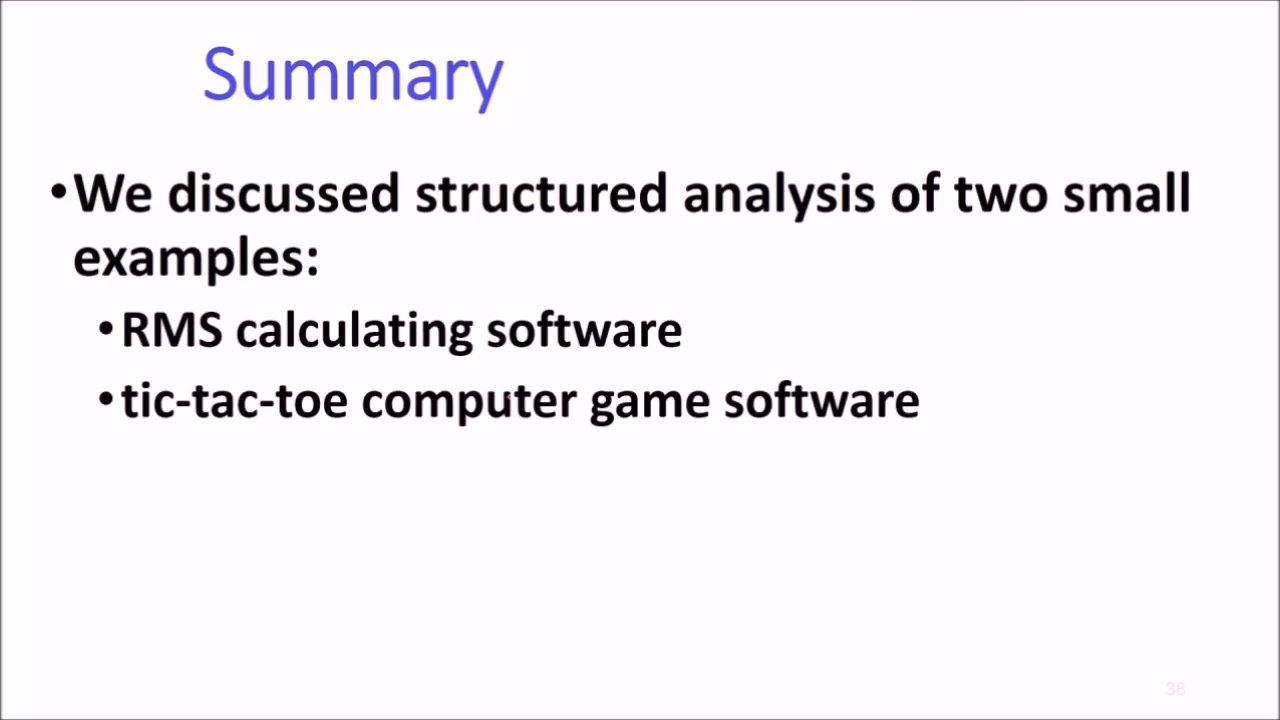 Summary
•We discussed structured analysis of two small
examples:
•RMS calculating software
•tic-tac-toe computer game software
38